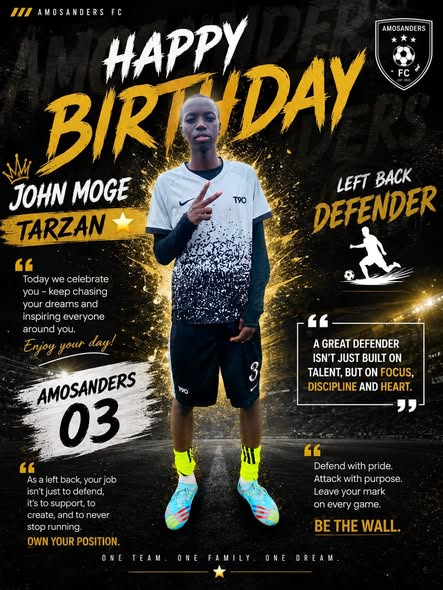 /// AMOSANDERS FC
AMOSANDERS
FC
HAPPY
BIRTHDAY
JOHN MOGE
TARZAN
LEFT BACK
DEFENDER
T90
3
T90
“
Today we celebrate
you – keep chasing
your dreams and
inspiring everyone
around you.
Enjoy your day!
“
A GREAT DEFENDER
ISN'T JUST BUILT ON
TALENT, BUT ON FOCUS,
DISCIPLINE AND HEART.
”
AMOSANDERS
03
“
As a left back, your job
isn't just to defend,
it's to support, to
create, and to never
stop running.
OWN YOUR POSITION.
“
Defend with pride.
Attack with purpose.
Leave your mark
on every game.
BE THE WALL.
ONE TEAM. ONE FAMILY. ONE DREAM.